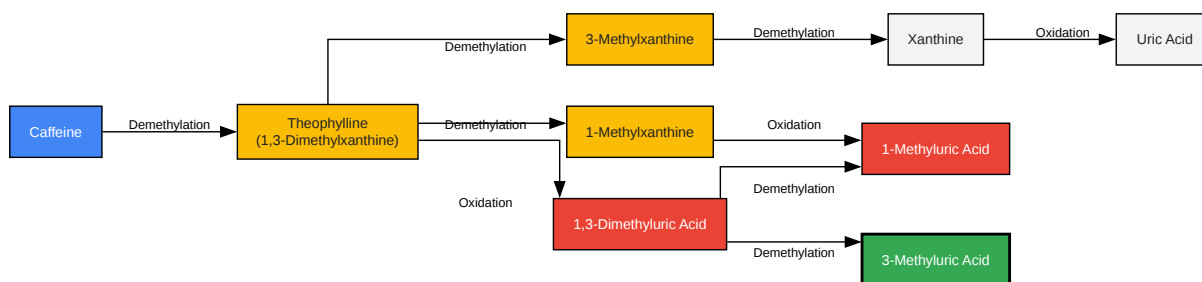 Demethylation
3-Methylxanthine
Demethylation
Xanthine
Oxidation
Uric Acid
Caffeine
Demethylation
Theophylline
(1,3-Dimethylxanthine)
Demethylation
1-Methylxanthine
Oxidation
1-Methyluric Acid
Oxidation
1,3-Dimethyluric Acid
Demethylation
Demethylation
3-Methyluric Acid